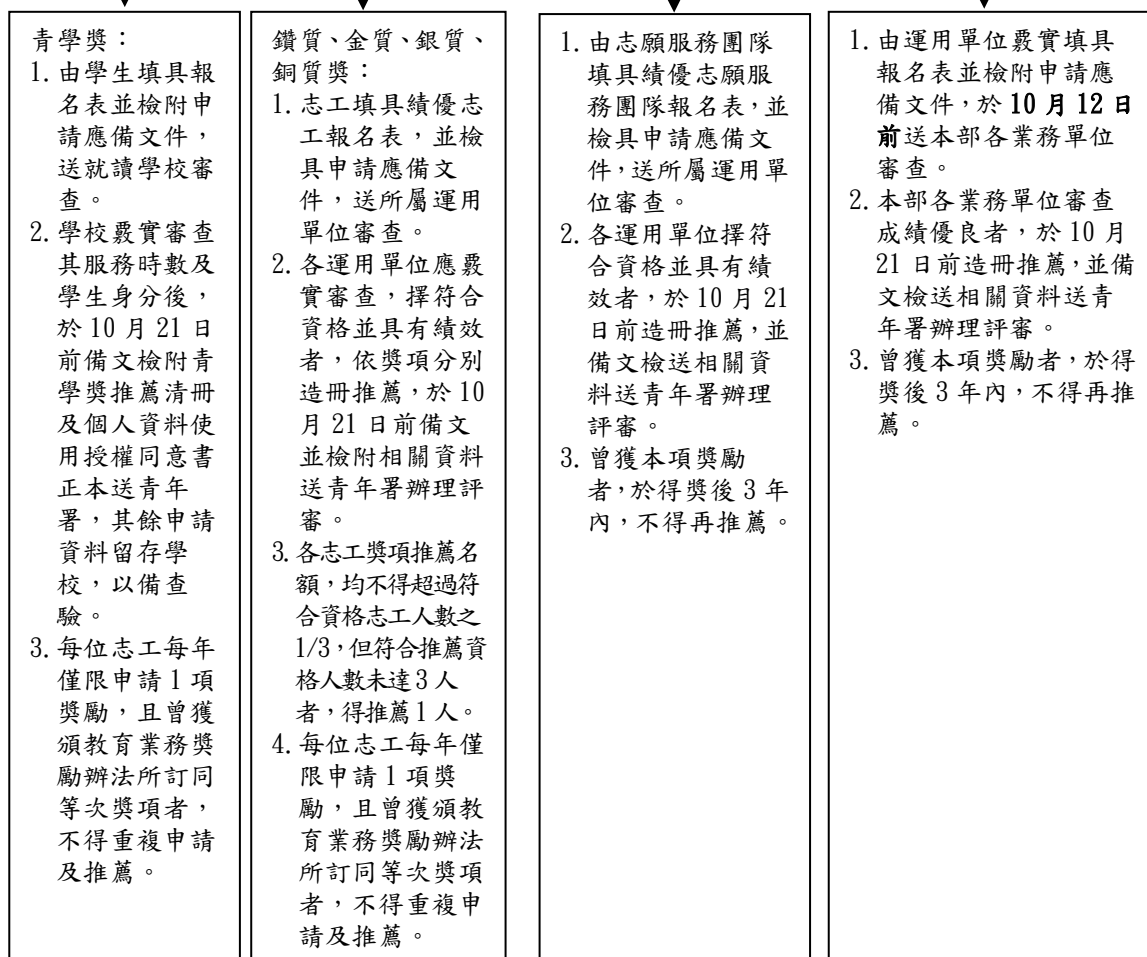 青學獎：
1. 由學生填具報
名表並檢附申
請應備文件，
送就讀學校審
查。
2. 學校覈實審查
其服務時數及
學生身分後，
於 10 月 21 日
前備文檢附青
學獎推薦清冊
及個人資料使
用授權同意書
正本送青年
署，其餘申請
資料留存學
校，以備查
驗。
3. 每位志工每年
僅限申請 1 項
獎勵，且曾獲
頒教育業務獎
勵辦法所訂同
等次獎項者，
不得重複申請
及推薦。
鑽質、金質、銀質、
銅質獎：
1. 志工填具績優志
工報名表，並檢
具申請應備文
件，送所屬運用
單位審查。
2. 各運用單位應覈
實審查，擇符合
資格並具有績效
者，依獎項分別
造冊推薦，於 10
月 21 日前備文
並檢附相關資料
送青年署辦理評
審。
3. 各志工獎項推薦名
額，均不得超過符
合資格志工人數之
1/3，但符合推薦資
格人數未達 3 人
者，得推薦 1 人。
4. 每位志工每年僅
限申請 1 項獎
勵，且曾獲頒教
育業務獎勵辦法
所訂同等次獎項
者，不得重複申
請及推薦。
1. 由志願服務團隊
填具績優志願服
務團隊報名表，並
檢具申請應備文
件，送所屬運用單
位審查。
2. 各運用單位擇符
合資格並具有績
效者，於 10 月 21
日前造冊推薦，並
備文檢送相關資
料送青年署辦理
評審。
3. 曾獲本項獎勵
者，於得獎後 3 年
內，不得再推薦。
1. 由運用單位覈實填具
報名表並檢附申請應
備文件，於 10 月 12 日
前送本部各業務單位
審查。
2. 本部各業務單位審查
成績優良者，於 10 月
21 日前造冊推薦，並備
文檢送相關資料送青
年署辦理評審。
3. 曾獲本項獎勵者，於得
獎後 3 年內，不得再推
薦。